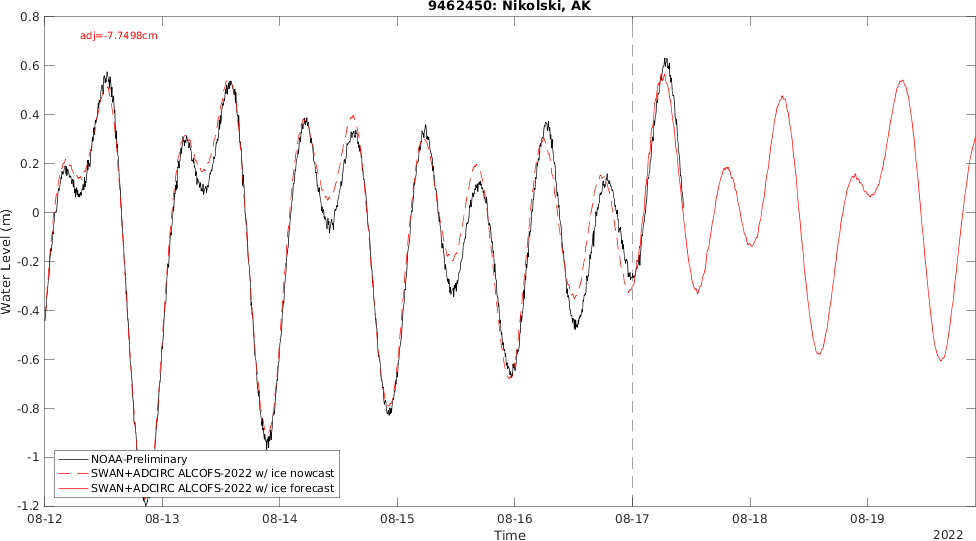 9462450: Nikolski, AK
adj=-7.7498cm
0.8
0.6
0.4
0.2
0
-0.2
-0.4
-0.6
-0.8
-1
-1.2
Water Level (m)
NOAA-Preliminary
SWAN+ADCIRC ALCOFS-2022 w/ ice nowcast
SWAN+ADCIRC ALCOFS-2022 w/ ice forecast
08-12 08-13 08-14 08-15 08-16 08-17 08-18 08-19
Time
2022